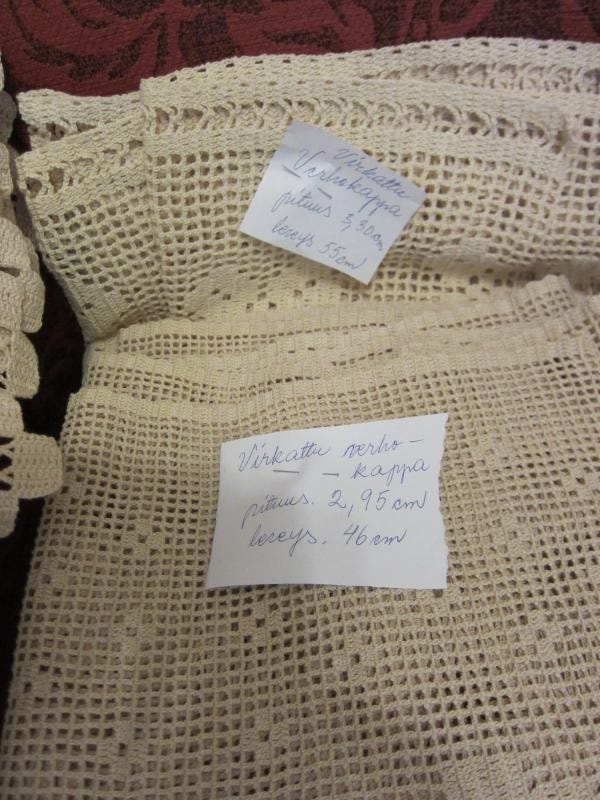 Virkattu
Verhokappa
pituus 3,30cm
leveys 55cm
Virkattu verho-
kappa
pituus. 2,95cm
leveys. 46cm